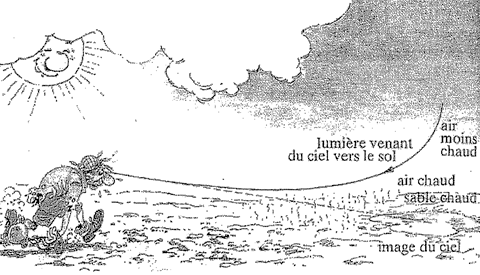 lumière venant
du ciel vers le sol
air
moins
chaud
air chaud
sable chaud
image du ciel